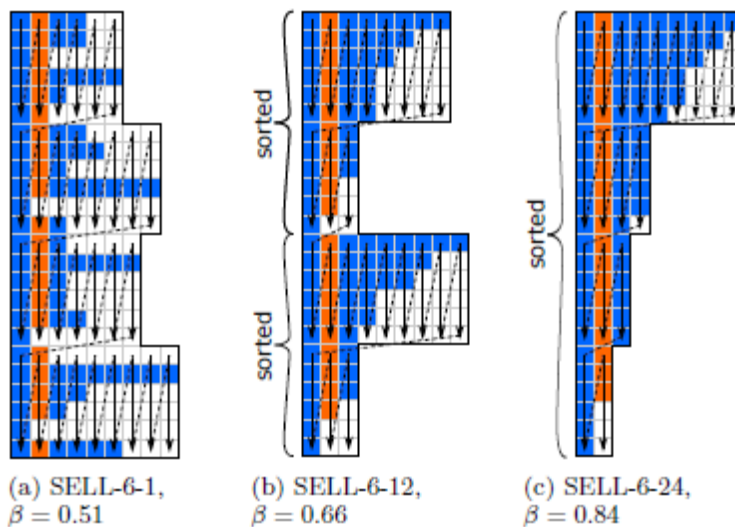 sorted
sorted
sorted
(a) SELL-6-1,
β = 0.51
(b) SELL-6-12,
β = 0.66
(c) SELL-6-24,
β = 0.84